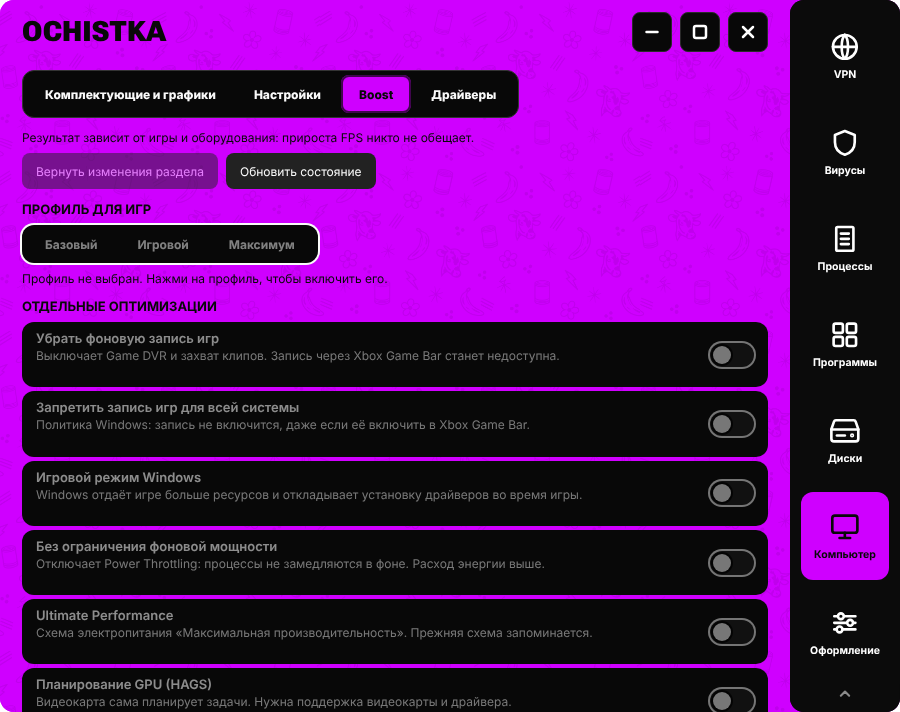 OCHISTKA
Комплектующие и графики
Настройки
Boost
Драйверы
Результат зависит от игры и оборудования: прироста FPS никто не обещает.
Вернуть изменения раздела
Обновить состояние
ПРОФИЛЬ ДЛЯ ИГР
Базовый
Игровой
Максимум
Профиль не выбран. Нажми на профиль, чтобы включить его.
ОТДЕЛЬНЫЕ ОПТИМИЗАЦИИ
Убрать фоновую запись игр
Выключает Game DVR и захват клипов. Запись через Xbox Game Bar станет недоступна.
Запретить запись игр для всей системы
Политика Windows: запись не включится, даже если её включить в Xbox Game Bar.
Игровой режим Windows
Windows отдаёт игре больше ресурсов и откладывает установку драйверов во время игры.
Без ограничения фоновой мощности
Отключает Power Throttling: процессы не замедляются в фоне. Расход энергии выше.
Ultimate Performance
Схема электропитания «Максимальная производительность». Прежняя схема запоминается.
Планирование GPU (HAGS)
Видеокарта сама планирует задачи. Нужна поддержка видеокарты и драйвера.
VPN
Вирусы
Процессы
Программы
Диски
Компьютер
Оформление